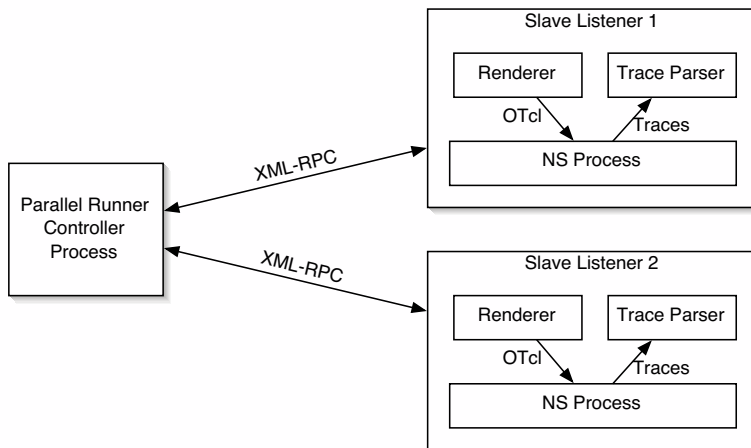 Slave Listener 1
Renderer
Trace Parser
OTcl
Traces
NS Process
XML-RPC
Parallel Runner
Controller
Process
XML-RPC
Slave Listener 2
Renderer
Trace Parser
OTcl
Traces
NS Process